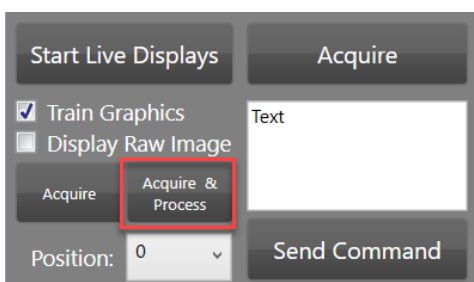 Start Live Displays
Acquire
Train Graphics
Display Raw Image
Text
Acquire
Acquire &
Process
Position:
0
Send Command